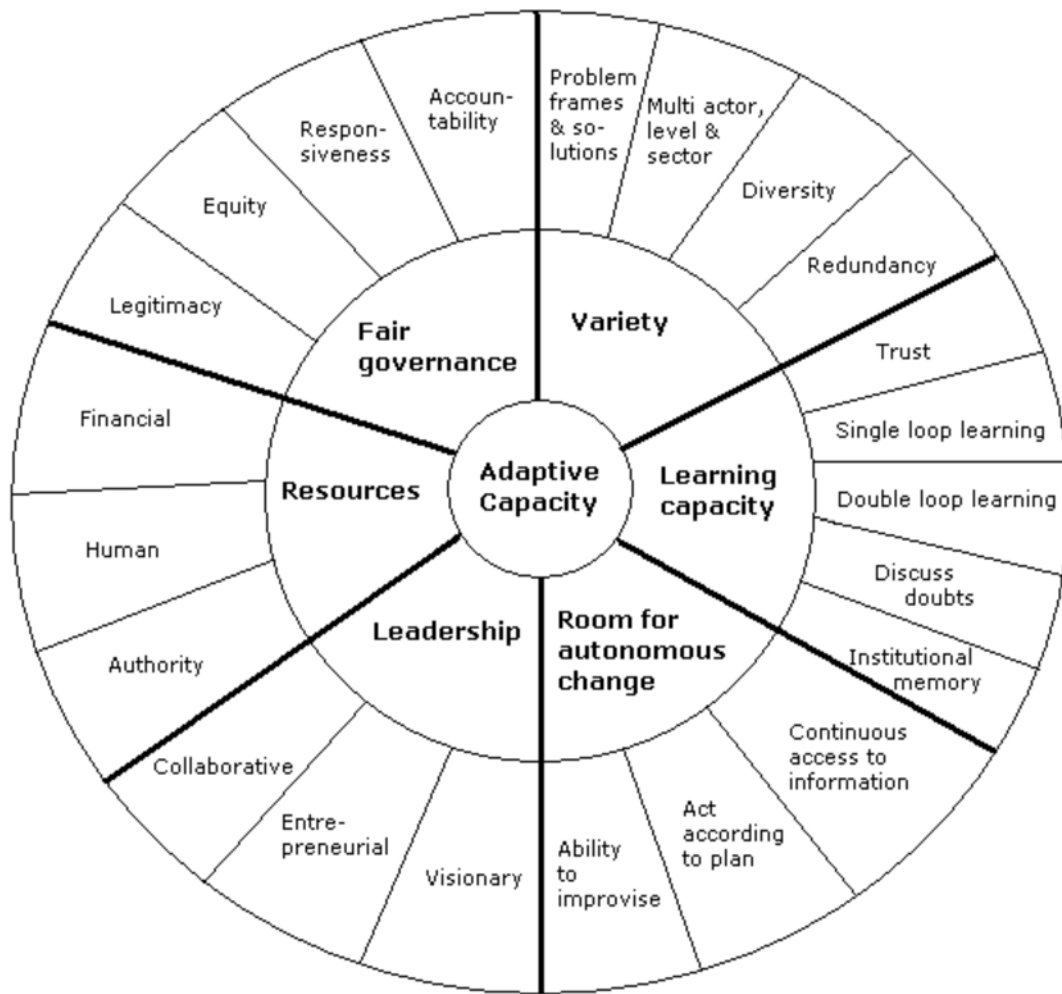 Adaptive
Capacity
Variety
Problem
frames
& so-
lutions
Multi actor,
level &
sector
Diversity
Redundancy
Learning
capacity
Trust
Single loop learning
Double loop learning
Discuss
doubts
Institutional
memory
Room for
autonomous
change
Continuous
access to
information
Act
according
to plan
Ability
to
improvise
Leadership
Visionary
Entre-
preneurial
Collaborative
Resources
Authority
Human
Financial
Fair
governance
Legitimacy
Equity
Respon-
siveness
Accoun-
tability